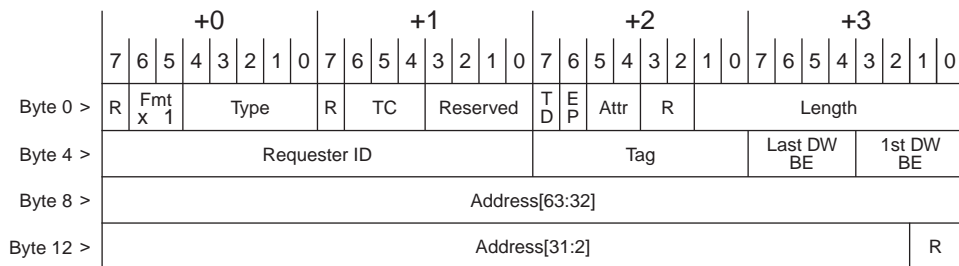 +0 +1 +2 +3
7 6 5 4 3 2 1 0 7 6 5 4 3 2 1 0 7 6 5 4 3 2 1 0 7 6 5 4 3 2 1 0
Byte 0 > R Fmt x 1 Type R TC Reserved TD EP Attr R Length
Byte 4 > Requester ID Tag Last DW BE 1st DW BE
Byte 8 > Address[63:32]
Byte 12 > Address[31:2] R